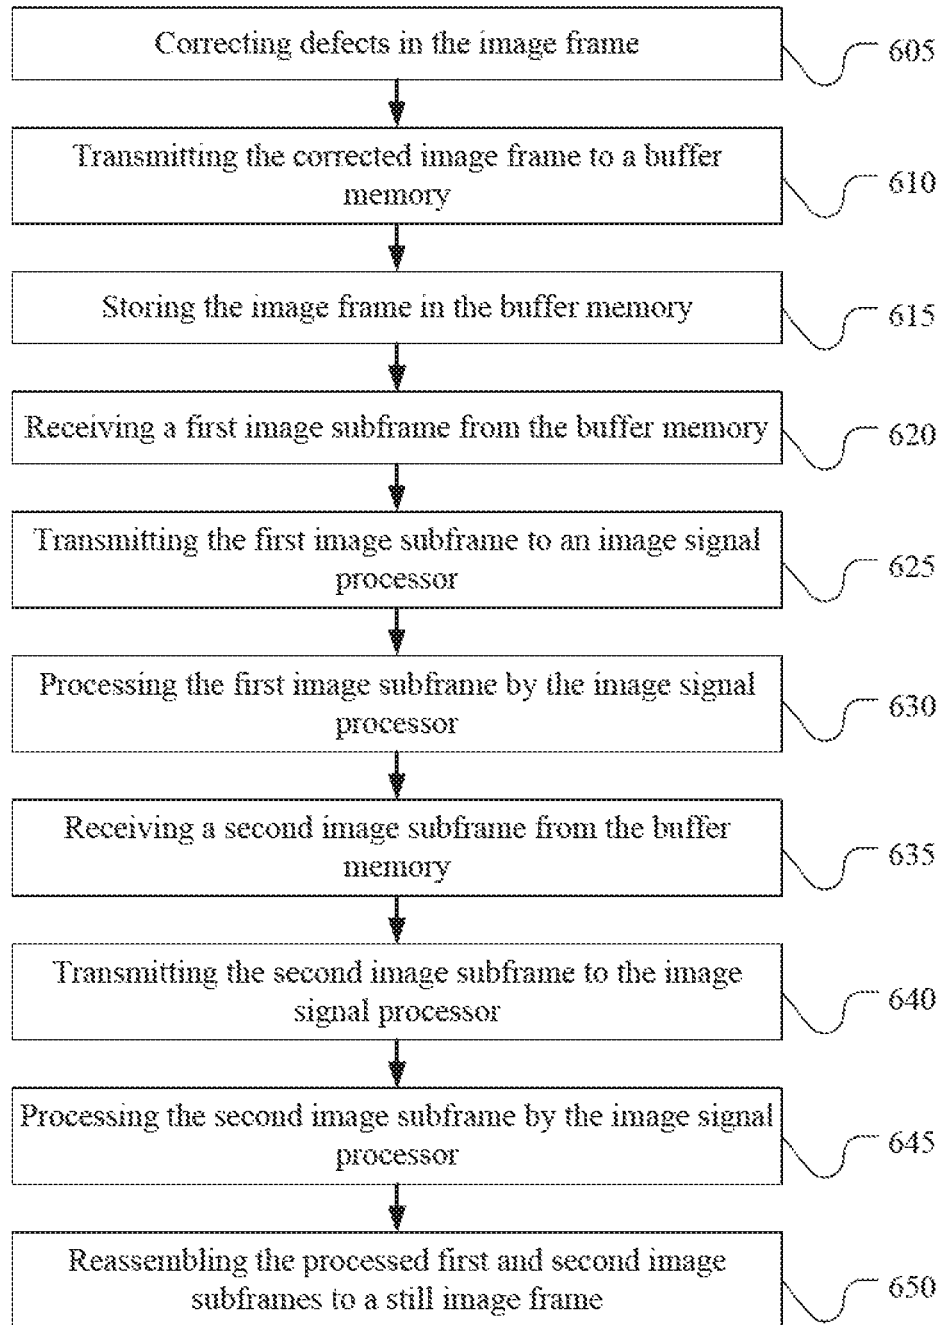 Correcting defects in the image frame
605
Transmitting the corrected image frame to a buffer
memory
610
Storing the image frame in the buffer memory
615
Receiving a first image subframe from the buffer memory
620
Transmitting the first image subframe to an image signal
processor
625
Processing the first image subframe by the image signal
processor
630
Receiving a second image subframe from the buffer
memory
635
Transmitting the second image subframe to the image
signal processor
640
Processing the second image subframe by the image signal
processor
645
Reassembling the processed first and second image
subframes to a still image frame
650